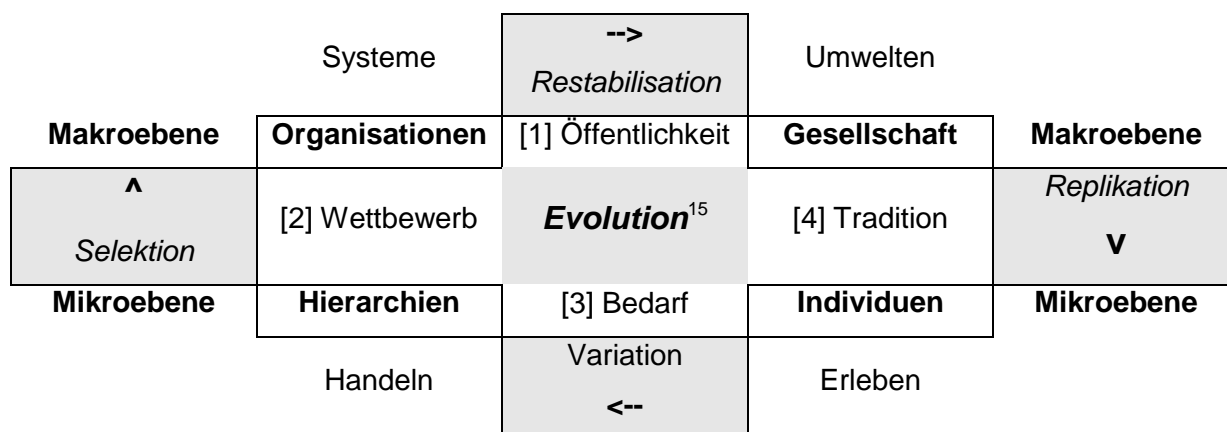 -->
Systeme Umwelten
Restabilisation
Makroebene Organisationen [1] Öffentlichkeit Gesellschaft Makroebene
^ Replikation
[2] Wettbewerb Evolution15 [4] Tradition
Selektion v
Mikroebene Hierarchien [3] Bedarf Individuen Mikroebene
Variation
Handeln Erleben
<--